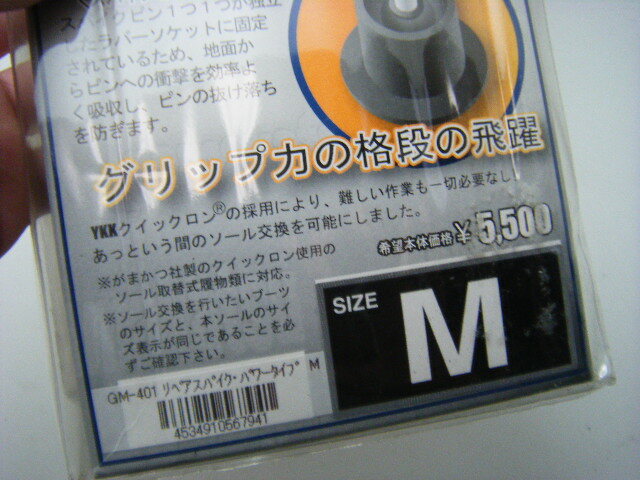 スパイクピン1つ1つが独立
したラバーソケットに固定
されているため、地面か
らピンへの衝撃を効率よ
く吸収し、ピンの抜け落ち
を防ぎます。
グリップ力の格段の飛躍
YKKクイックロン®の採用により、難しい作業も一切必要なし。
あっという間のソール交換を可能にしました。
希望本体価格 ¥5,500
※がまかつ社製のクイックロン使用の
ソール取替式履物類に対応。
※ソール交換を行いたいブーツ
のサイズと、本ソールのサイ
ズ表示が同じであることを必
ずご確認下さい。
SIZE M
GM-401 リペアスパイク・パワータイプ M
4534910567941